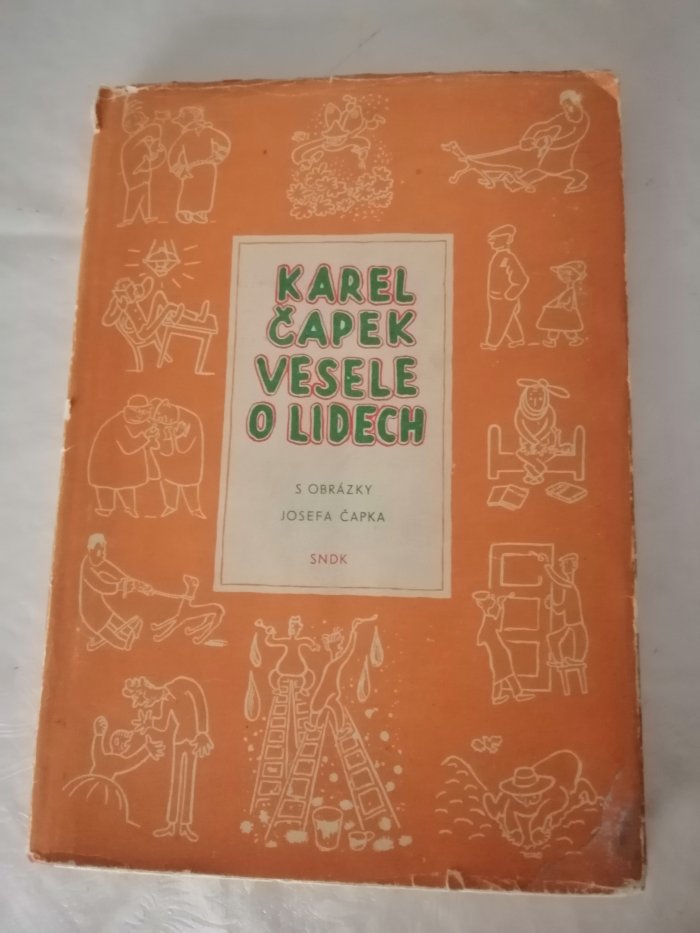 KAREL
ČAPEK
VESELE
O LIDECH
S OBRÁZKY
JOSEFA ČAPKA
SNDK